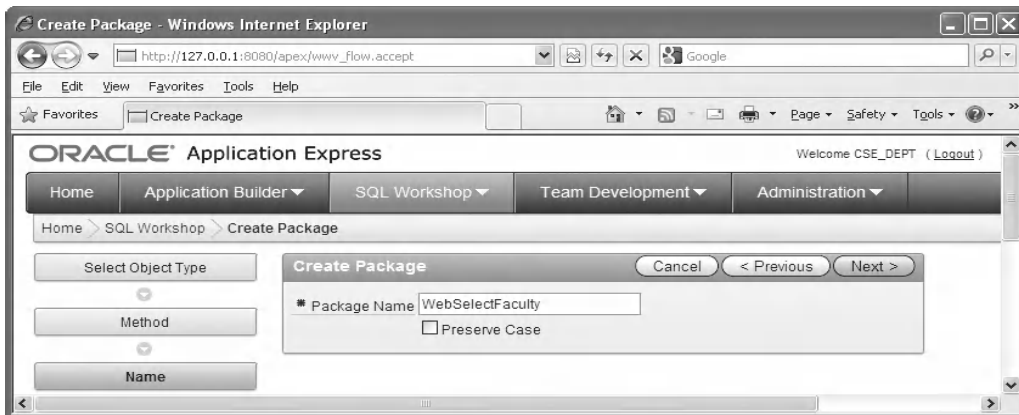 Create Package - Windows Internet Explorer
http://127.0.0.1:8080/apex/wwv_flow.accept
Google
File Edit View Favorites Tools Help
Favorites Create Package Page Safety Tools »
ORACLE Application Express Welcome CSE_DEPT ( Logout )
Home Application Builder SQL Workshop Team Development Administration
Home SQL Workshop Create Package
Select Object Type Create Package Cancel < Previous Next >
* Package Name WebSelectFaculty
Method Preserve Case
Name